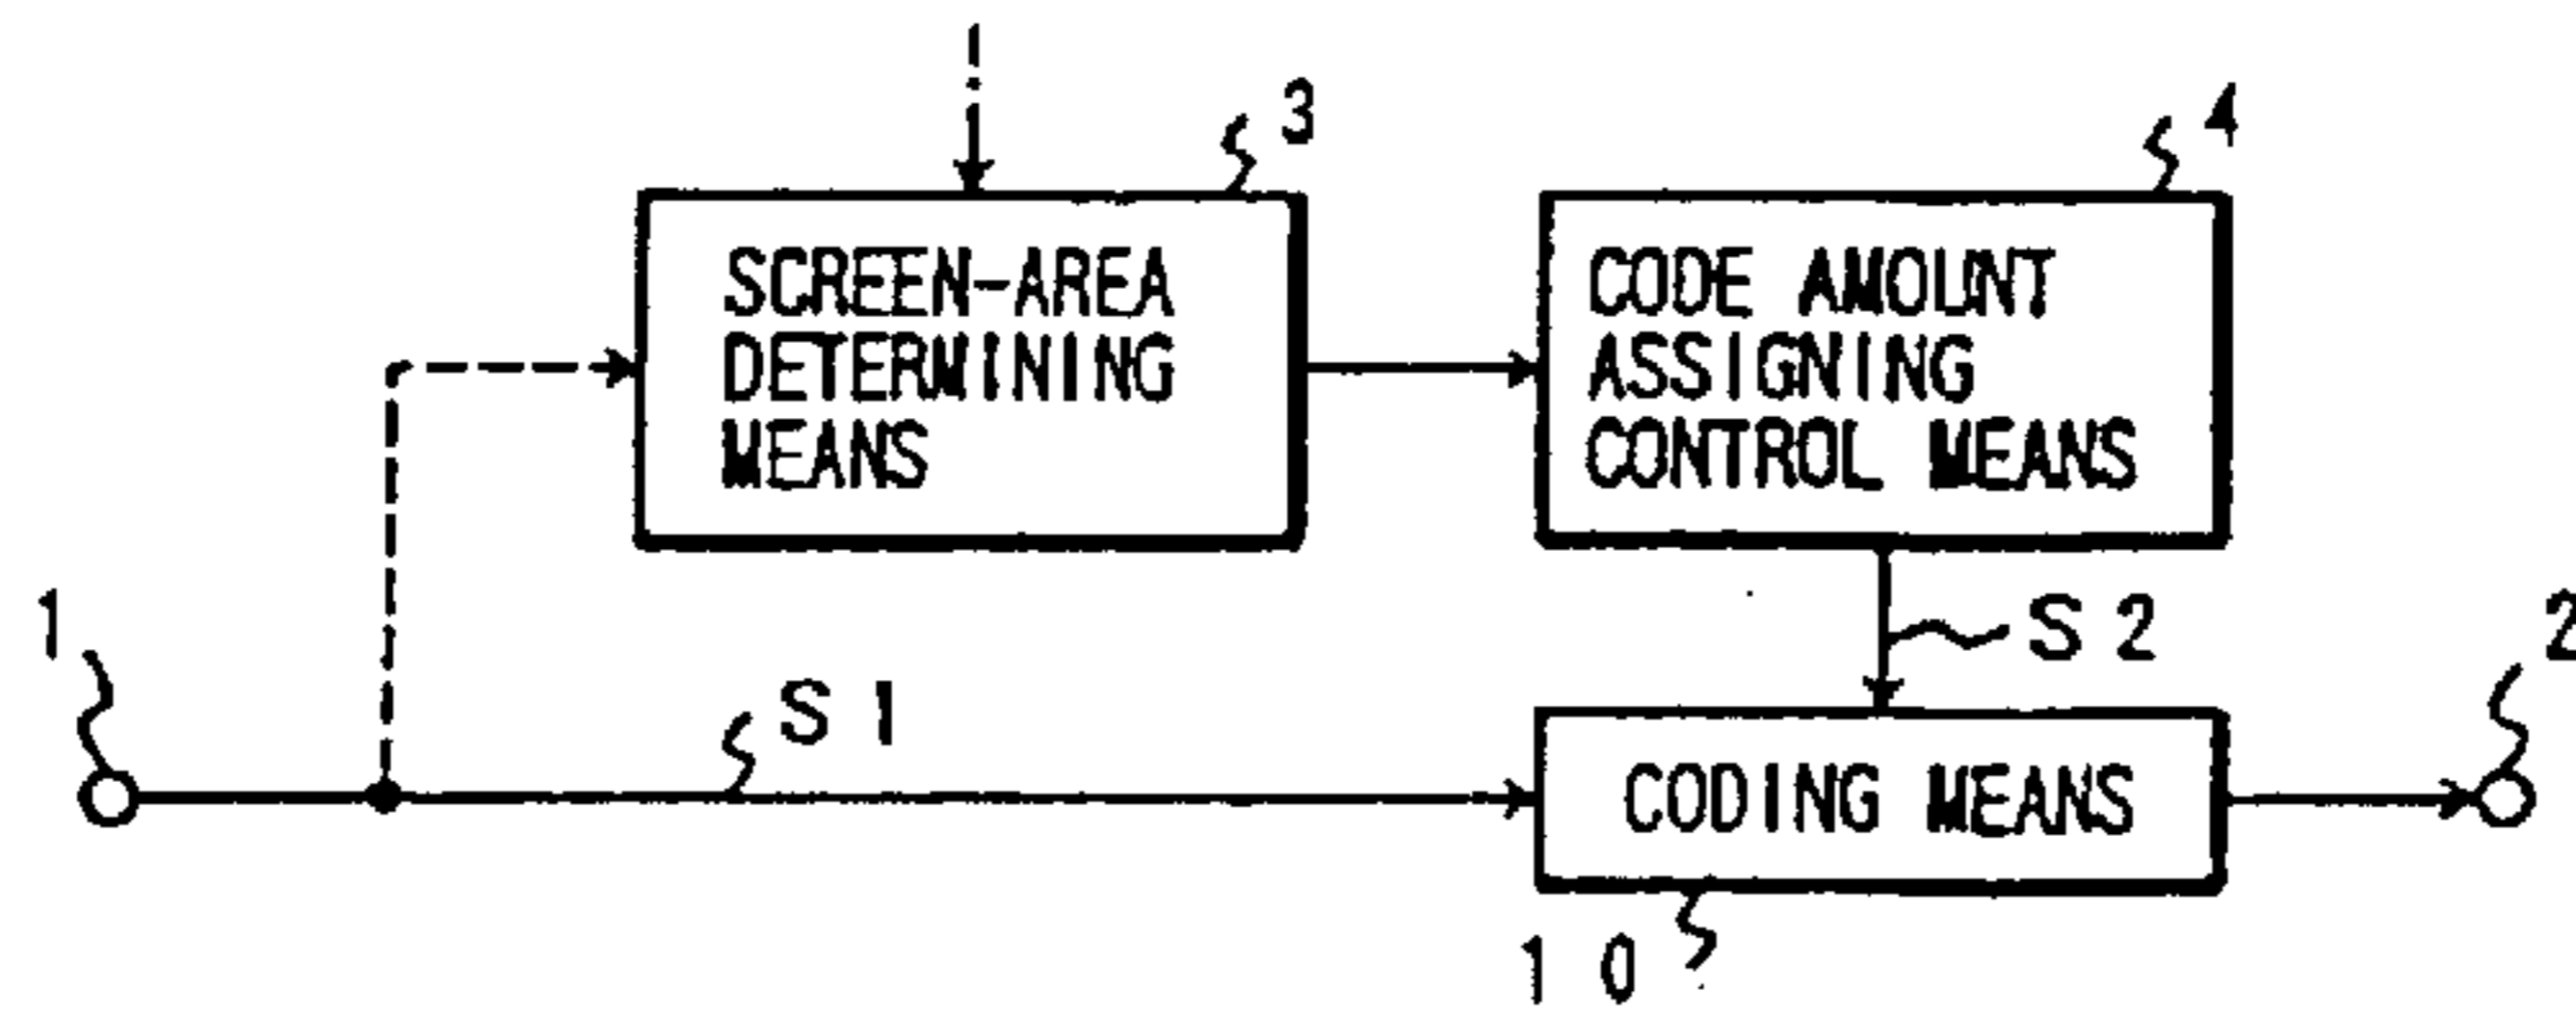 3
4
SCREEN-AREA
DETERMINING
MEANS
CODE AMOUNT
ASSIGNING
CONTROL MEANS
1
S2
2
S1
CODING MEANS
10